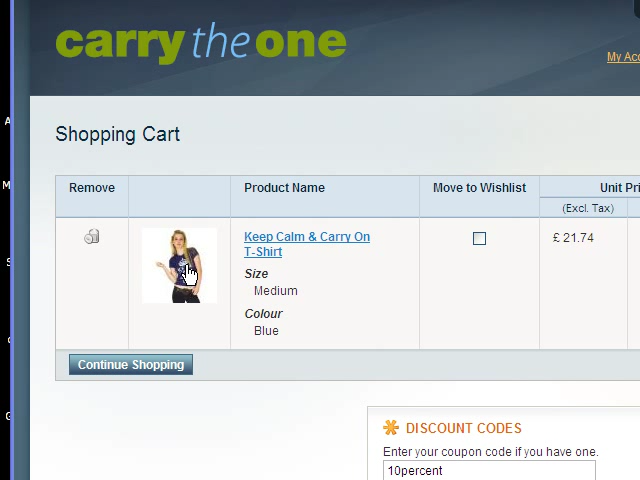 carry the one
My Acc
Shopping Cart
Remove
Product Name
Move to Wishlist
Unit Pri
(Excl. Tax)
Keep Calm & Carry On
T-Shirt
£ 21.74
Size
Medium
Colour
Blue
Continue Shopping
DISCOUNT CODES
Enter your coupon code if you have one.
10percent